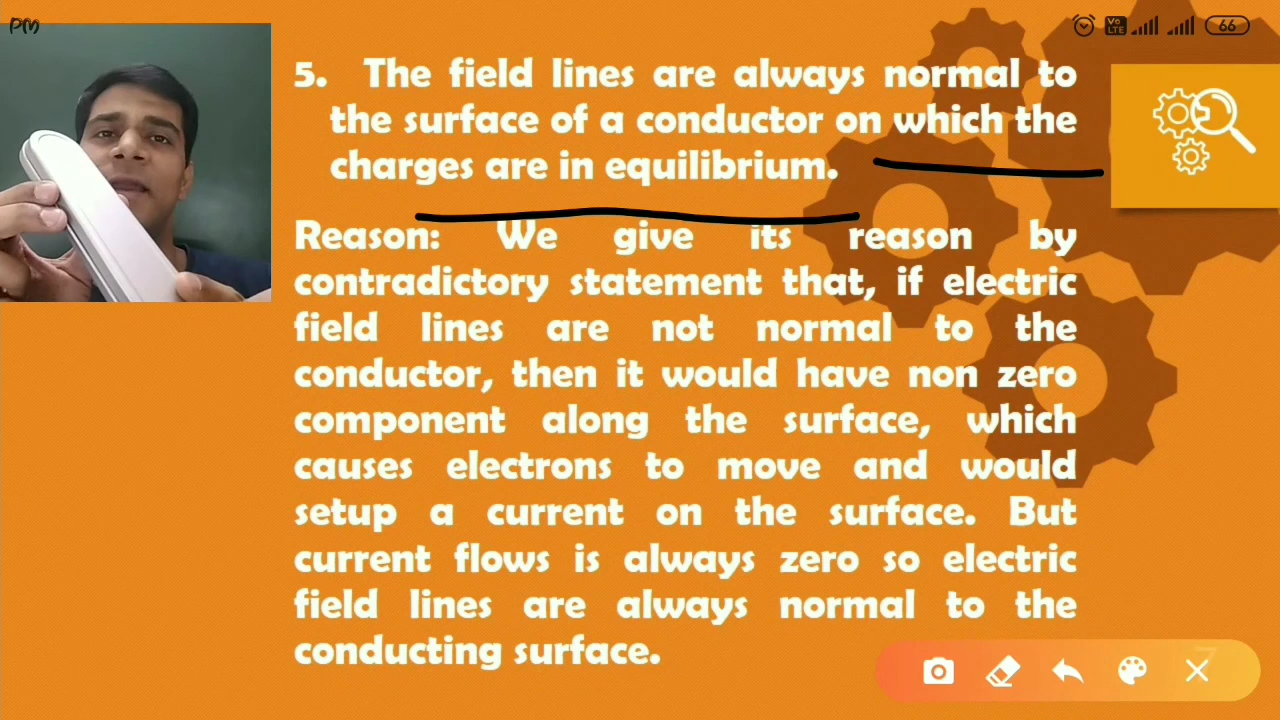 PM
Vo
LTE
66
5. The field lines are always normal to
the surface of a conductor on which the
charges are in equilibrium.
Reason: We give its reason by
contradictory statement that, if electric
field lines are not normal to the
conductor, then it would have non zero
component along the surface, which
causes electrons to move and would
setup a current on the surface. But
current flows is always zero so electric
field lines are always normal to the
conducting surface.
7